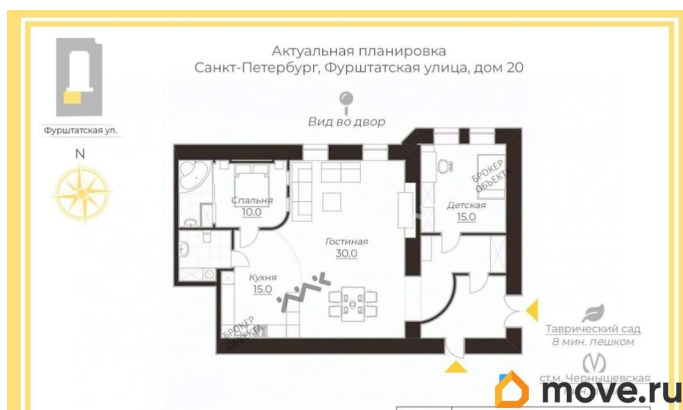 Актуальная планировка
Санкт-Петербург, Фурштатская улица, дом 20
Фурштатская ул.
Вид во двор
N
БРОКЕР
ОБЪЕКТА
Спальня
10.0
Детская
15.0
Гостиная
30.0
Кухня
15.0
БРОКЕР
ОБЪЕКТА
Таврический сад
8 мин. пешком
ст.м. Чернышевская
move.ru